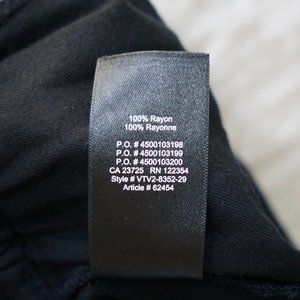 100% Rayon
100% Rayonne
P.O. # 4500103198
P.O. # 4500103199
P.O. # 4500103200
CA 23725 RN 122354
Style # VTV2-8352-29
Article # 62454